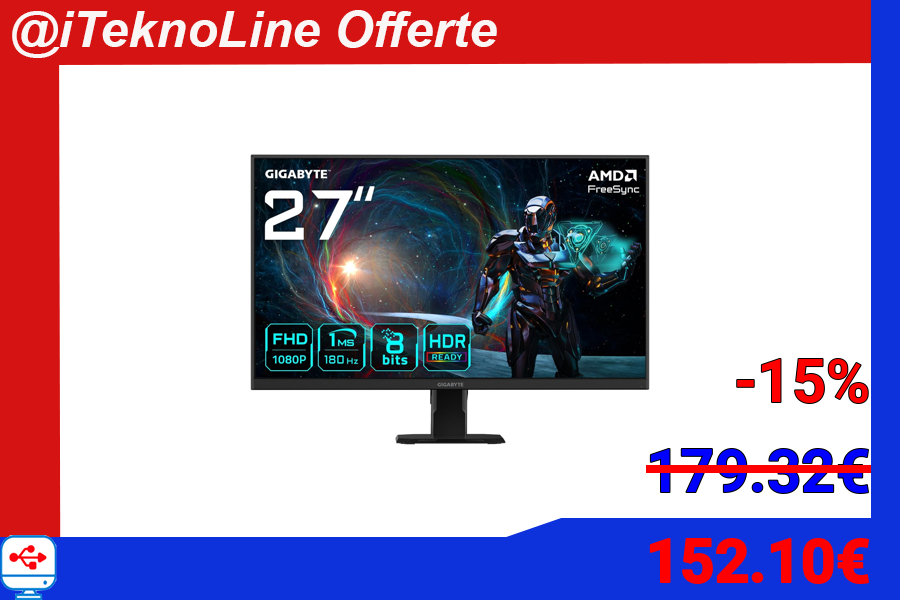 @iTeknoLine Offerte
GIGABYTE™
27"
AMD
FreeSync
FHD
1080P
1MS
180 Hz
8
bits
HDR
READY
GIGABYTE
-15%
179.32€
152.10€